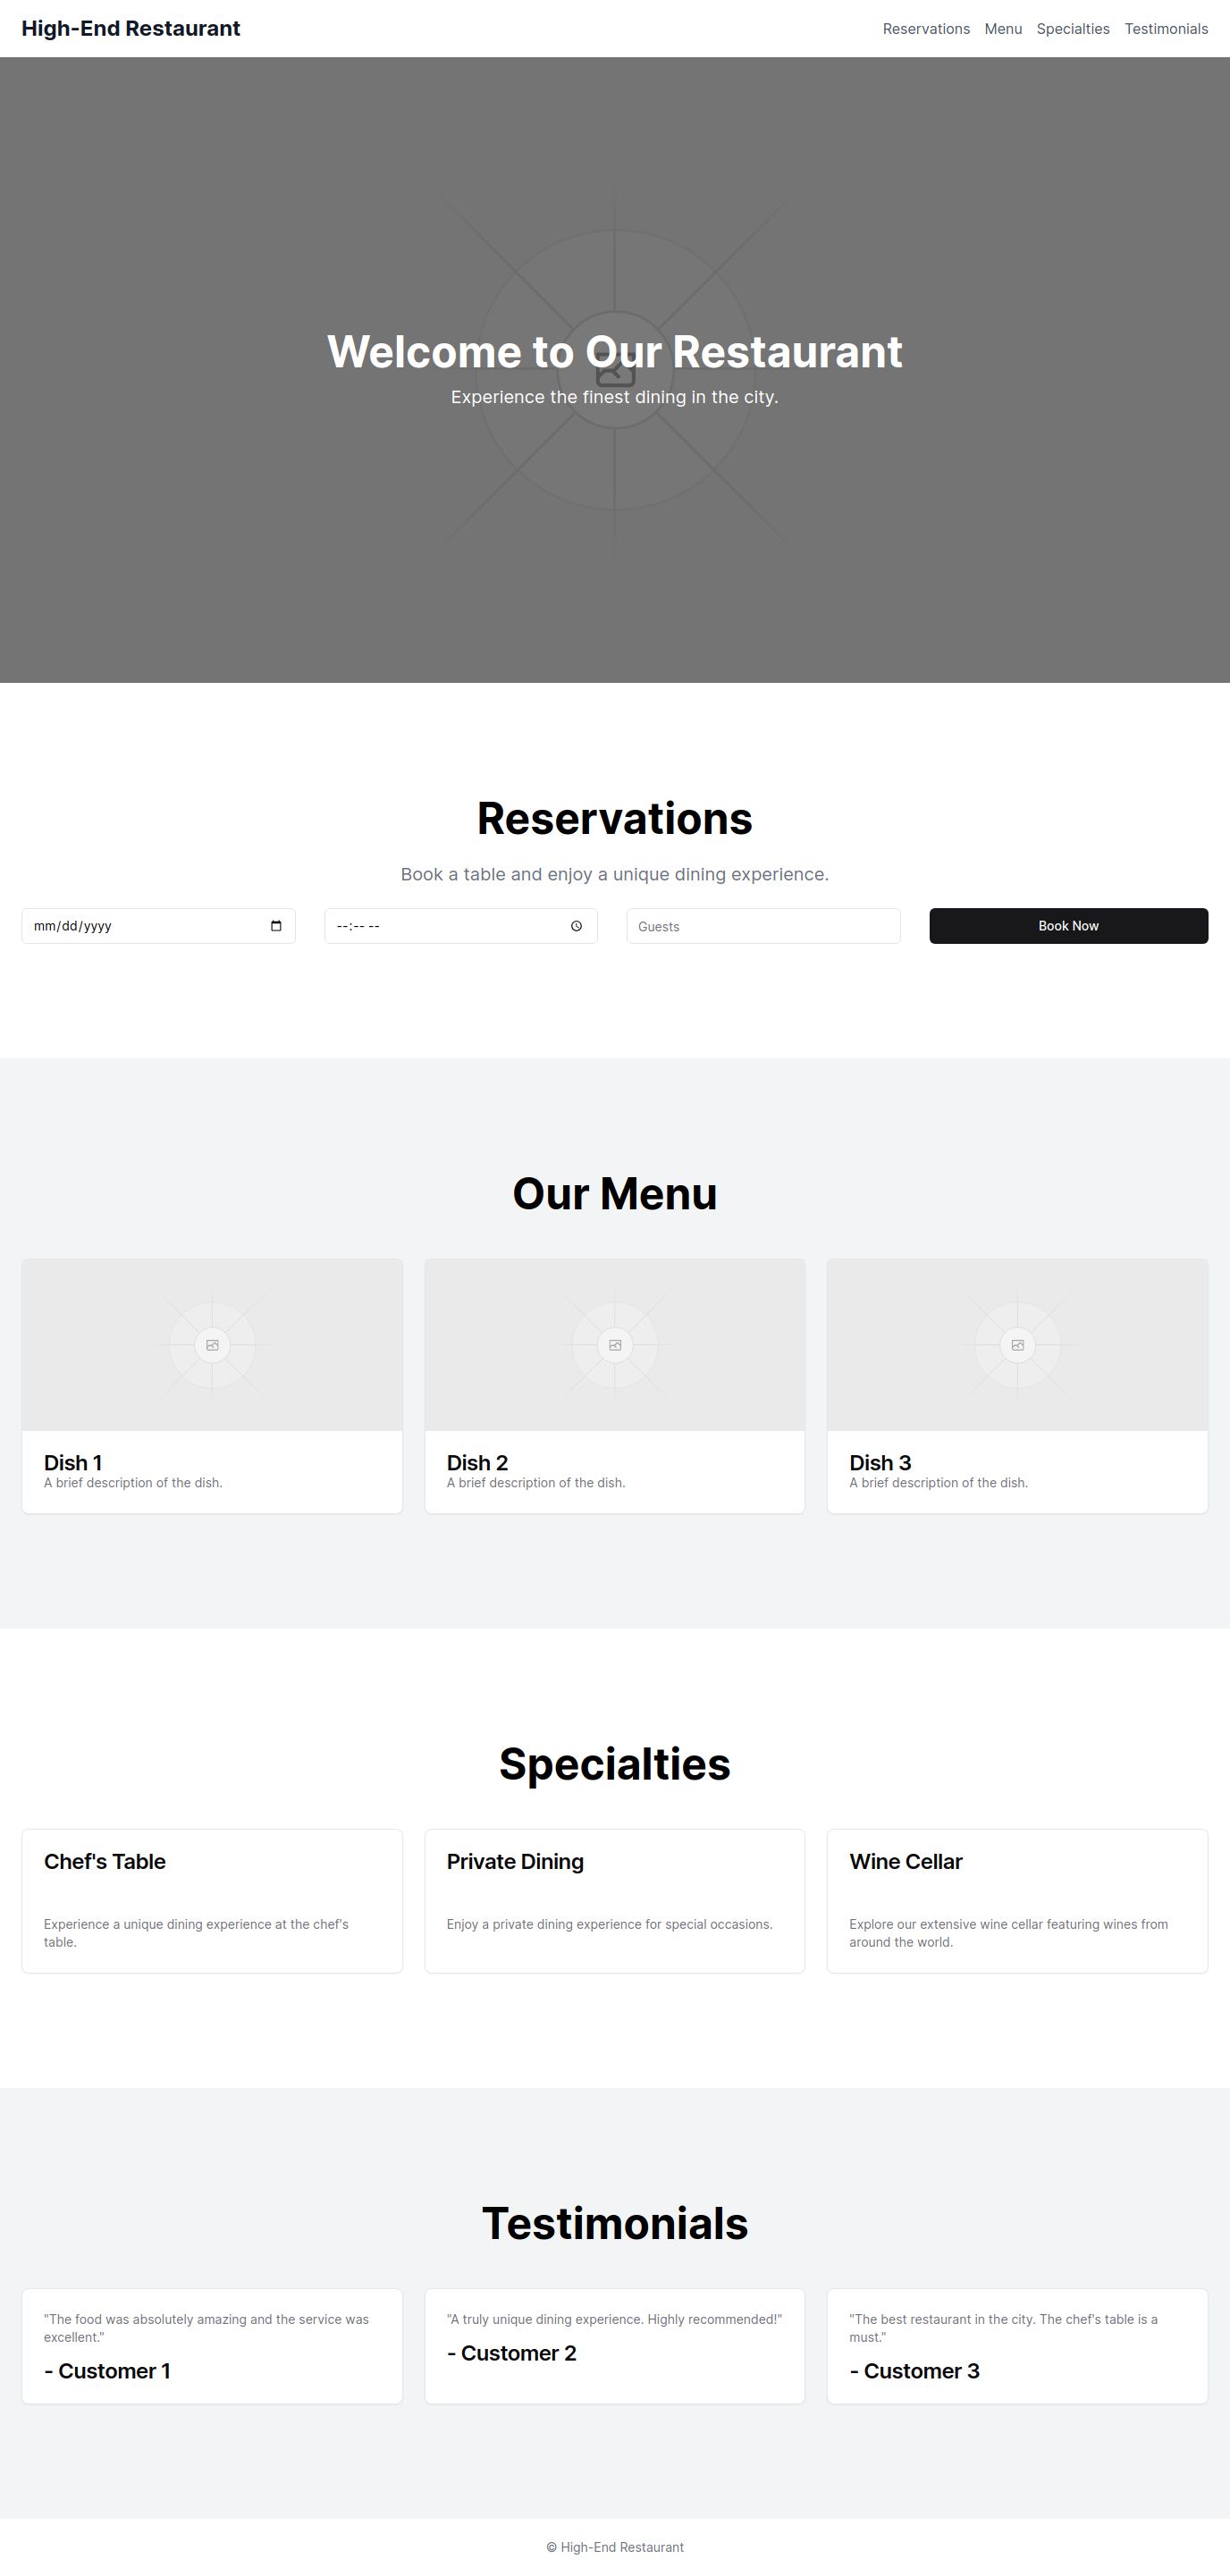 High-End Restaurant
Reservations Menu Specialties Testimonials
Welcome to Our Restaurant
Experience the finest dining in the city.
Reservations
Book a table and enjoy a unique dining experience.
mm/dd/yyyy --:-- -- Guests Book Now
Our Menu
Dish 1
A brief description of the dish.
Dish 2
A brief description of the dish.
Dish 3
A brief description of the dish.
Specialties
Chef's Table
Experience a unique dining experience at the chef's
table.
Private Dining
Enjoy a private dining experience for special occasions.
Wine Cellar
Explore our extensive wine cellar featuring wines from
around the world.
Testimonials
"The food was absolutely amazing and the service was
excellent."
- Customer 1
"A truly unique dining experience. Highly recommended!"
- Customer 2
"The best restaurant in the city. The chef's table is a
must."
- Customer 3
© High-End Restaurant